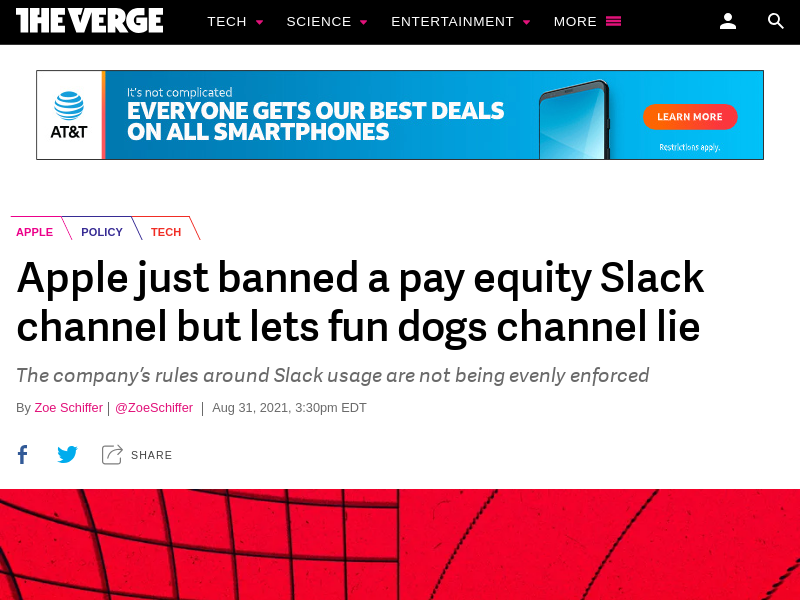 THE VERGE TECH SCIENCE ENTERTAINMENT MORE
It's not complicated
EVERYONE GETS OUR BEST DEALS
ON ALL SMARTPHONES
AT&T
LEARN MORE
Restrictions apply.
APPLE POLICY TECH
Apple just banned a pay equity Slack
channel but lets fun dogs channel lie
The company's rules around Slack usage are not being evenly enforced
By Zoe Schiffer | @ZoeSchiffer | Aug 31, 2021, 3:30pm EDT
SHARE